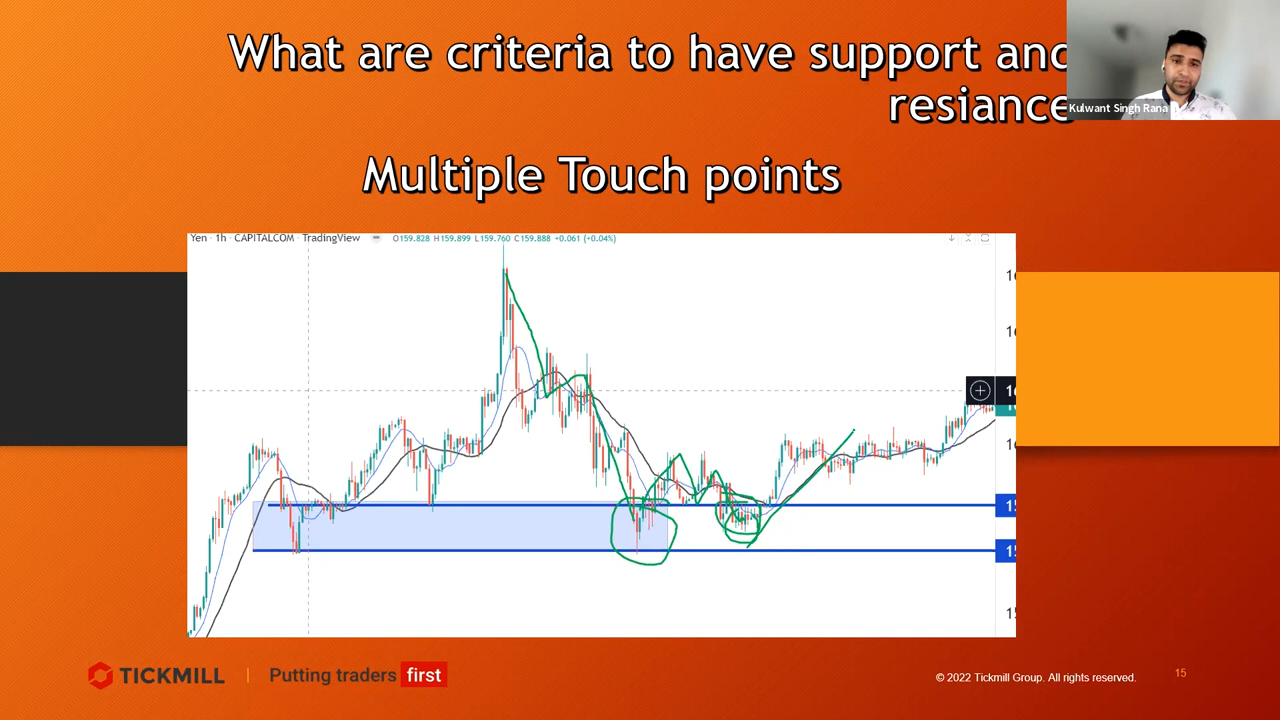 What are criteria to have support and
resiance
Kulwant Singh Rana
Multiple Touch points
Yen · 1h · CAPITALCOM · TradingView O159.828 H159.899 L159.760 C159.888 +0.061 (+0.04%)
TICKMILL | Putting traders first
© 2022 Tickmill Group. All rights reserved.
15